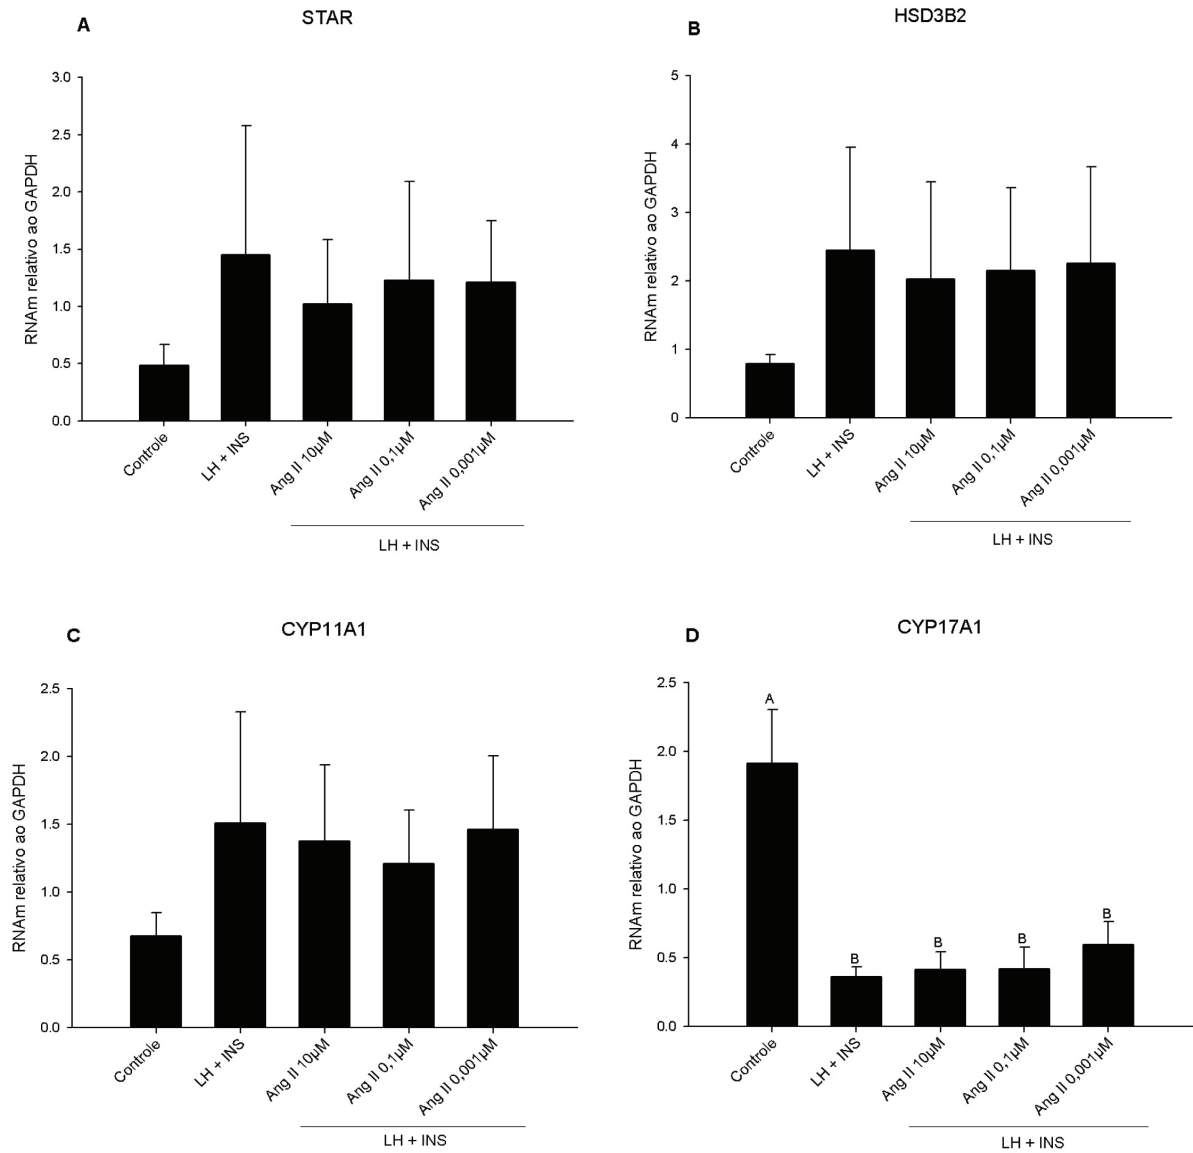 A
STAR
RNAm relativo ao GAPDH
3.0
2.5
2.0
1.5
1.0
0.5
0.0
Controle
LH + INS
Ang II 10µM
Ang II 0,1µM
Ang II 0,001µM
LH + INS
B
HSD3B2
RNAm relativo ao GAPDH
5
4
3
2
1
0
Controle
LH + INS
Ang II 10µM
Ang II 0,1µM
Ang II 0,001µM
LH + INS
C
CYP11A1
RNAm relativo ao GAPDH
2.5
2.0
1.5
1.0
0.5
0.0
Controle
LH + INS
Ang II 10µM
Ang II 0,1µM
Ang II 0,001µM
LH + INS
D
CYP17A1
RNAm relativo ao GAPDH
2.5
2.0
1.5
1.0
0.5
0.0
A
B
B
B
B
Controle
LH + INS
Ang II 10µM
Ang II 0,1µM
Ang II 0,001µM
LH + INS